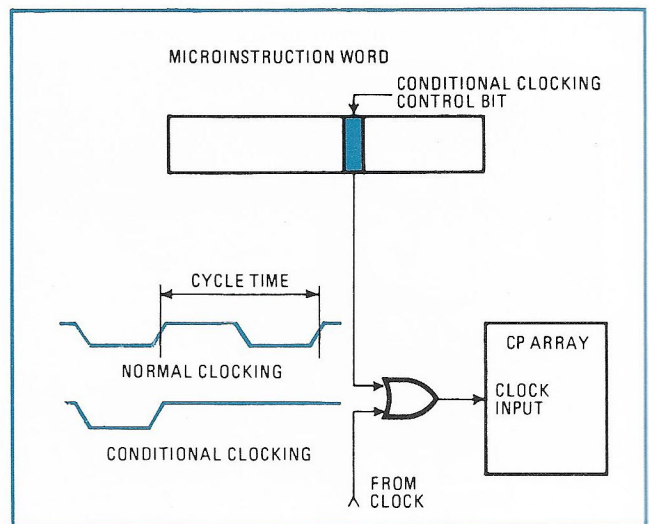 MICROINSTRUCTION WORD
CONDITIONAL CLOCKING
CONTROL BIT
CYCLE TIME
NORMAL CLOCKING
CONDITIONAL CLOCKING
CP ARRAY
CLOCK
INPUT
FROM
CLOCK